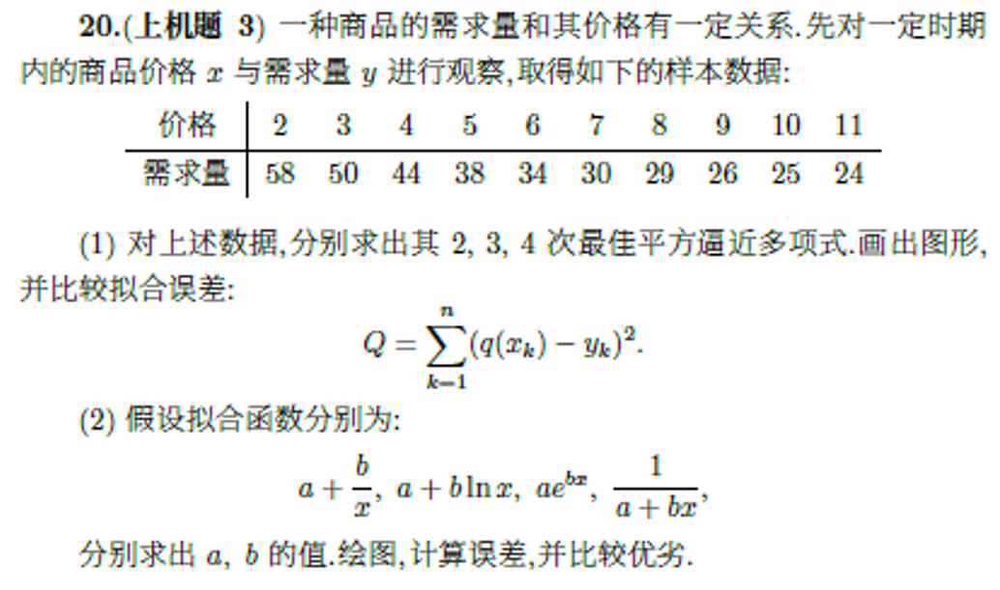 20.(上机题 3) 一种商品的需求量和其价格有一定关系.先对一定时期
内的商品价格 x 与需求量 y 进行观察,取得如下的样本数据:
价格 2 3 4 5 6 7 8 9 10 11
需求量 58 50 44 38 34 30 29 26 25 24
(1) 对上述数据,分别求出其 2, 3, 4 次最佳平方逼近多项式.画出图形,
并比较拟合误差:
Q = \sum_{k=1}^{n} (q(x_k) − y_k)^2.
(2) 假设拟合函数分别为:
a + \frac{b}{x}, a + b ln x, ae^{bx}, \frac{1}{a + bx},
分别求出 a, b 的值.绘图,计算误差,并比较优劣.